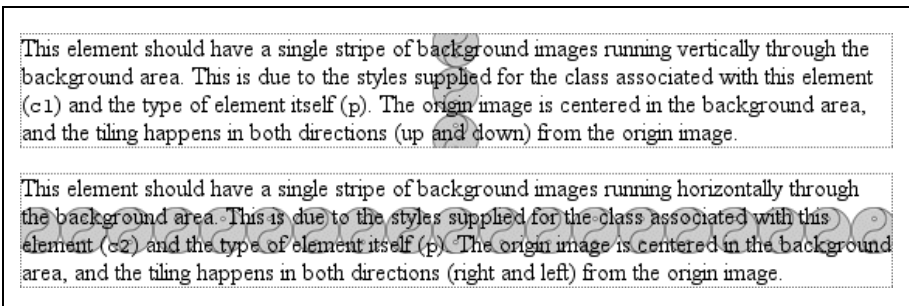 This element should have a single stripe of background images running vertically through the
background area. This is due to the styles supplied for the class associated with this element
(c1) and the type of element itself (p). The origin image is centered in the background area,
and the tiling happens in both directions (up and down) from the origin image.
This element should have a single stripe of background images running horizontally through
the background area. This is due to the styles supplied for the class associated with this
element (c2) and the type of element itself (p). The origin image is centered in the background
area, and the tiling happens in both directions (right and left) from the origin image.